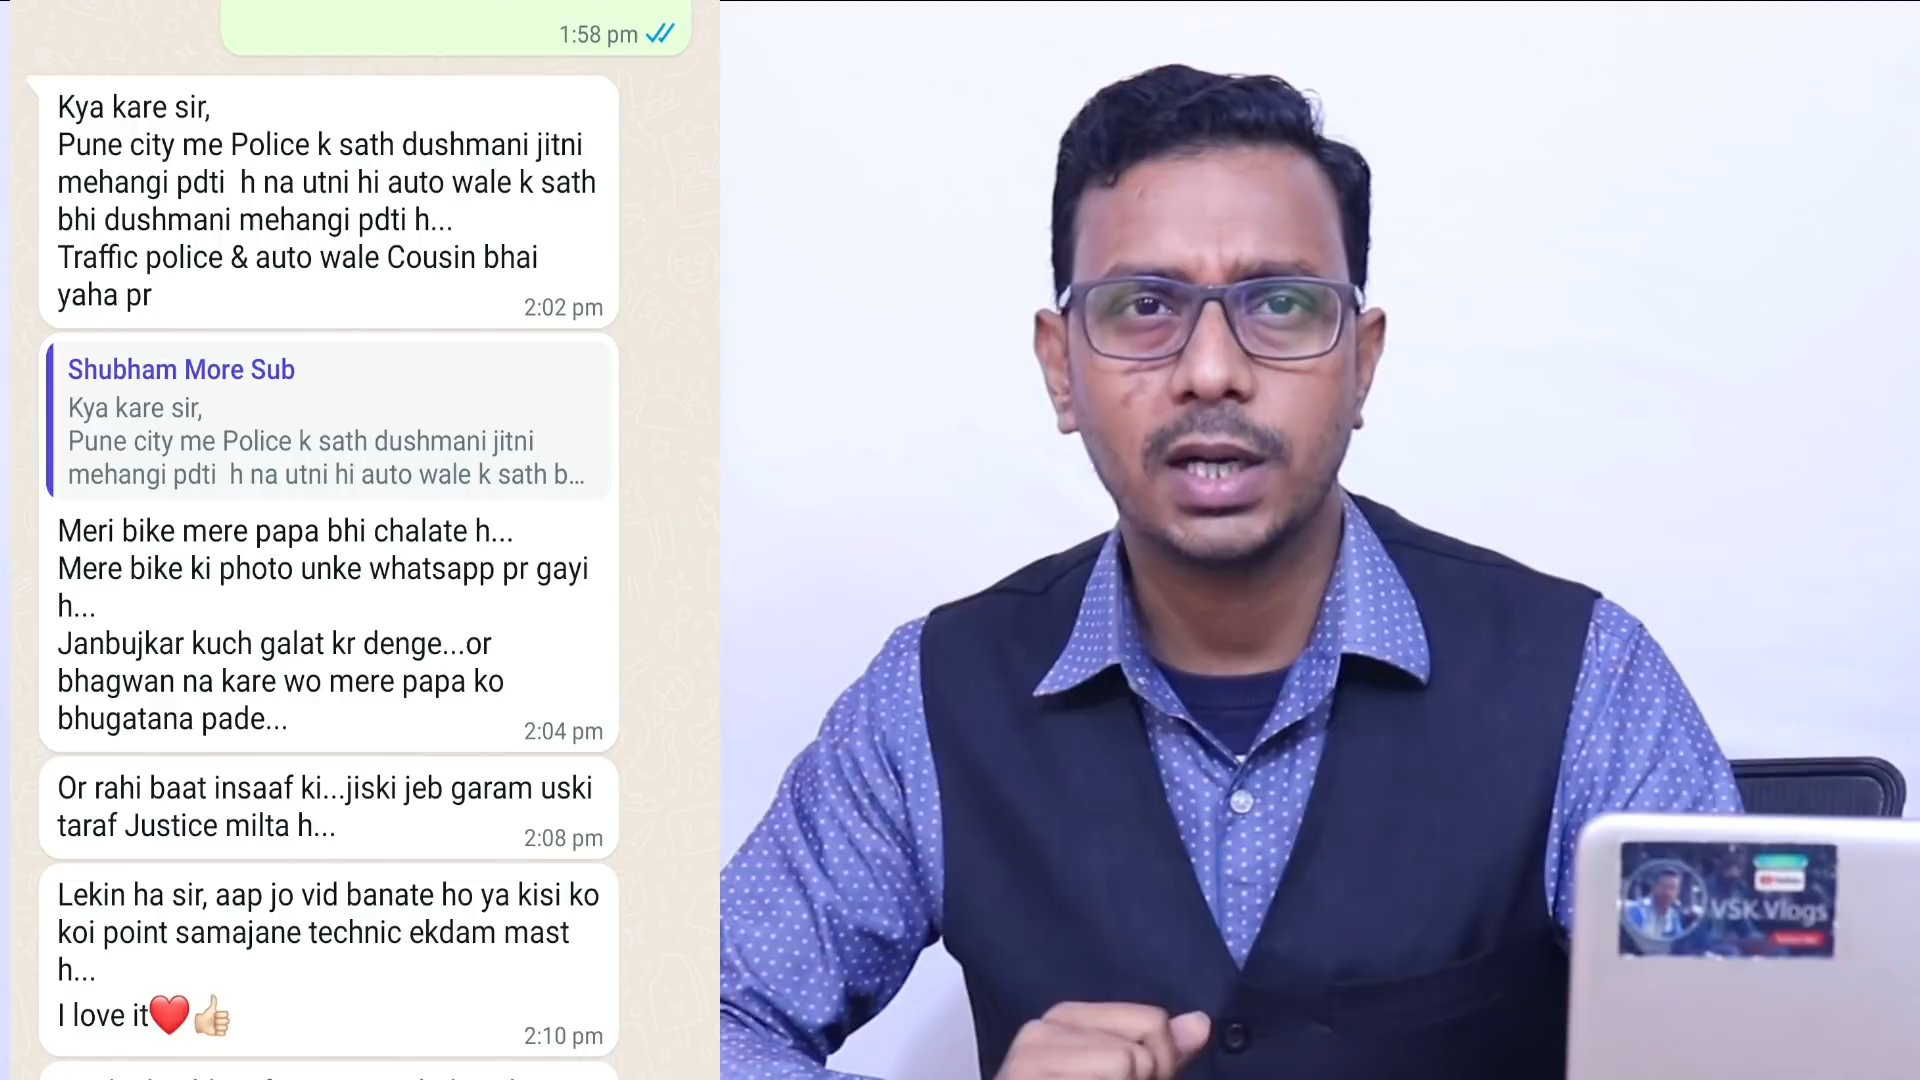 1:58 pm
Kya kare sir,
Pune city me Police k sath dushmani jitni
mehangi pdti  h na utni hi auto wale k sath
bhi dushmani mehangi pdti h...
Traffic police & auto wale Cousin bhai
yaha pr
2:02 pm
Shubham More Sub
Kya kare sir,
Pune city me Police k sath dushmani jitni
mehangi pdti  h na utni hi auto wale k sath b...
Meri bike mere papa bhi chalate h...
Mere bike ki photo unke whatsapp pr gayi
h...
Janbujkar kuch galat kr denge...or
bhagwan na kare wo mere papa ko
bhugatana pade...
2:04 pm
Or rahi baat insaaf ki...jiski jeb garam uski
taraf Justice milta h...
2:08 pm
Lekin ha sir, aap jo vid banate ho ya kisi ko
koi point samajane technic ekdam mast
h...
I love it❤️👍🏻
2:10 pm
VSK Vlogs